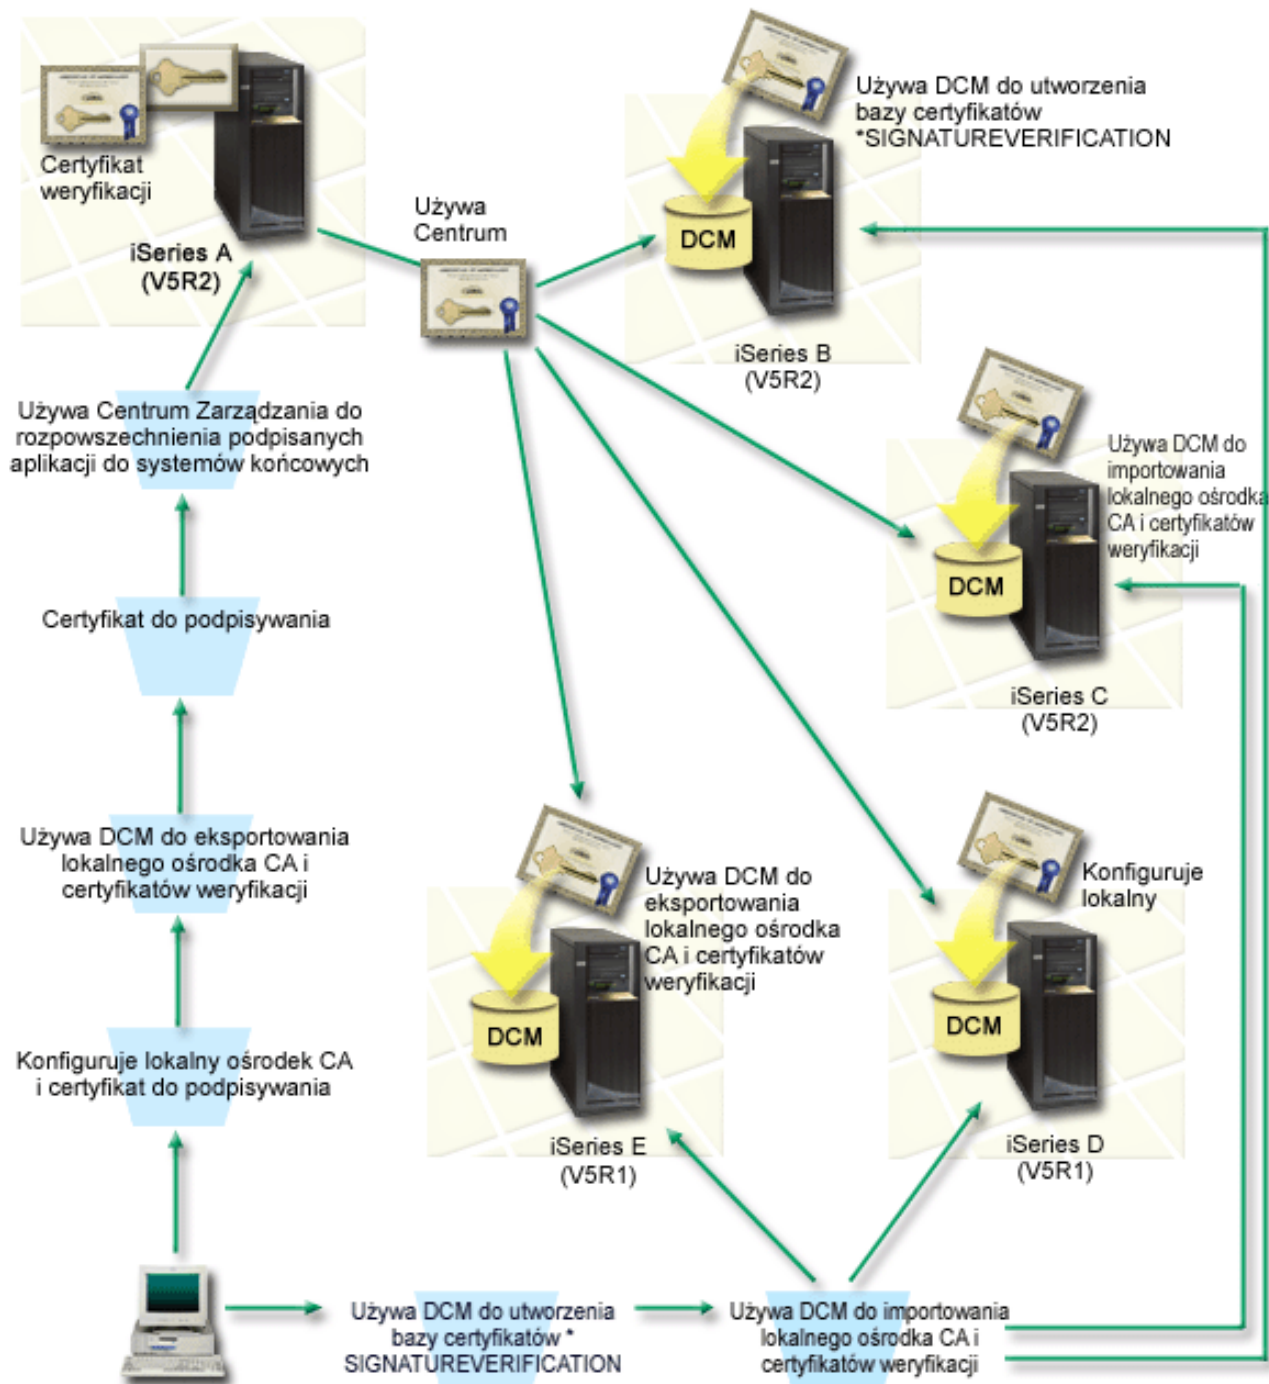 Certyfikat
weryfikacji
iSeries A
(V5R2)
Używa
Centrum
Używa DCM do utworzenia
bazy certyfikatów
*SIGNATUREVERIFICATION
DCM
iSeries B
(V5R2)
Używa Centrum Zarządzania do
rozpowszechnienia podpisanych
aplikacji do systemów końcowych
Używa DCM do
importowania
lokalnego ośrodka
CA i certyfikatów
weryfikacji
DCM
iSeries C
(V5R2)
Certyfikat do podpisywania
Używa DCM do eksportowania
lokalnego ośrodka CA i
certyfikatów weryfikacji
Używa DCM do
eksportowania
lokalnego ośrodka
CA i certyfikatów
weryfikacji
DCM
iSeries E
(V5R1)
Konfiguruje
lokalny
DCM
iSeries D
(V5R1)
Konfiguruje lokalny ośrodek CA
i certyfikat do podpisywania
Używa DCM do utworzenia
bazy certyfikatów *
SIGNATUREVERIFICATION
Używa DCM do importowania
lokalnego ośrodka CA i
certyfikatów weryfikacji